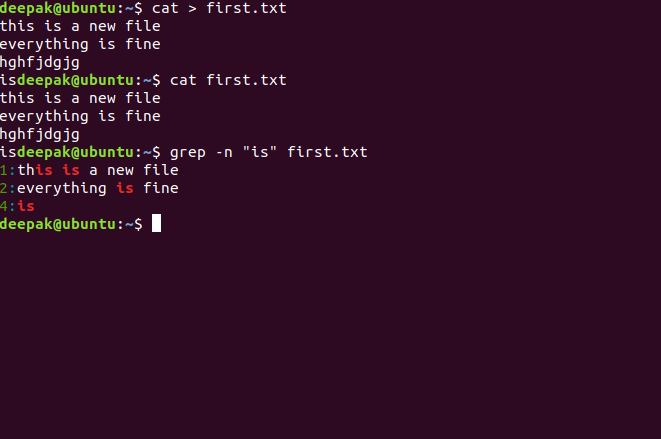 deepak@ubuntu:~$ cat > first.txt
this is a new file
everything is fine
hghfjdgjg
isdeepak@ubuntu:~$ cat first.txt
this is a new file
everything is fine
hghfjdgjg
isdeepak@ubuntu:~$ grep -n "is" first.txt
1:this is a new file
2:everything is fine
4:is
deepak@ubuntu:~$